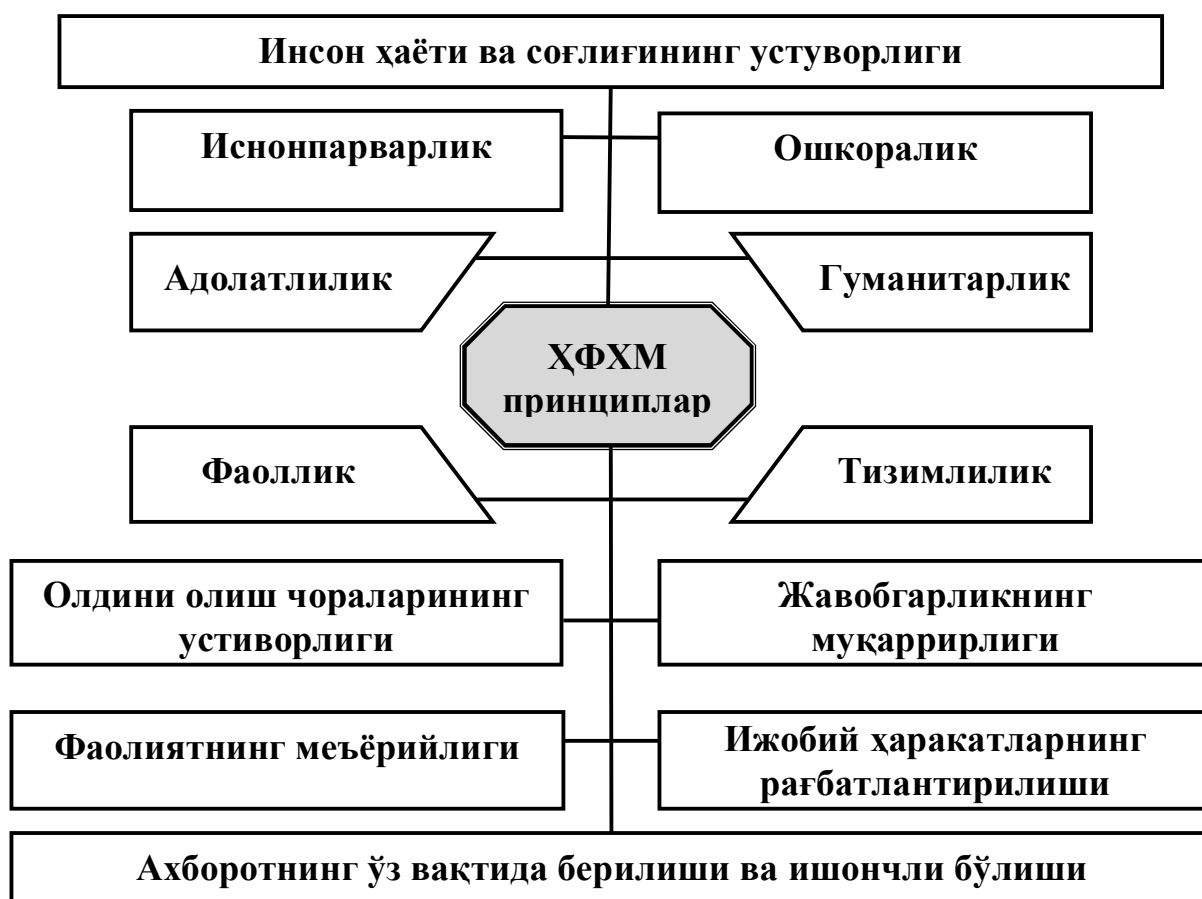 Инсон ҳаёти ва соғлиғининг устуворлиги
Иснонпарварлик
Ошкоралик
Адолатлилик
Гуманитарлик
ҲФХМ
принциплар
Фаоллик
Тизимлилик
Олдини олиш чораларининг
устиворлиги
Жавобгарликнинг
муқаррирлиги
Фаолиятнинг меъёрийлиги
Ижобий ҳаракатларнинг
рағбатлантирилиши
Ахборотнинг ўз вақтида берилиши ва ишончли бўлиши